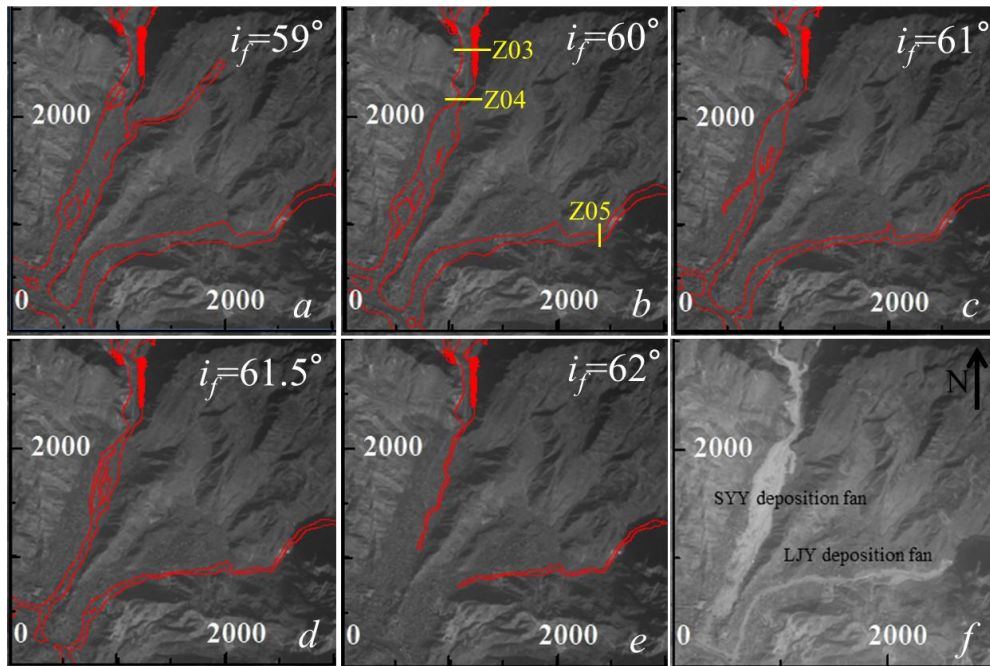 i_f=59°
2000
0
2000
a
i_f=60°
Z03
Z04
2000
Z05
0
2000
b
i_f=61°
2000
0
2000
c
i_f=61.5°
2000
0
2000
d
i_f=62°
2000
0
2000
e
N
2000
SYY deposition fan
LJY deposition fan
0
2000
f